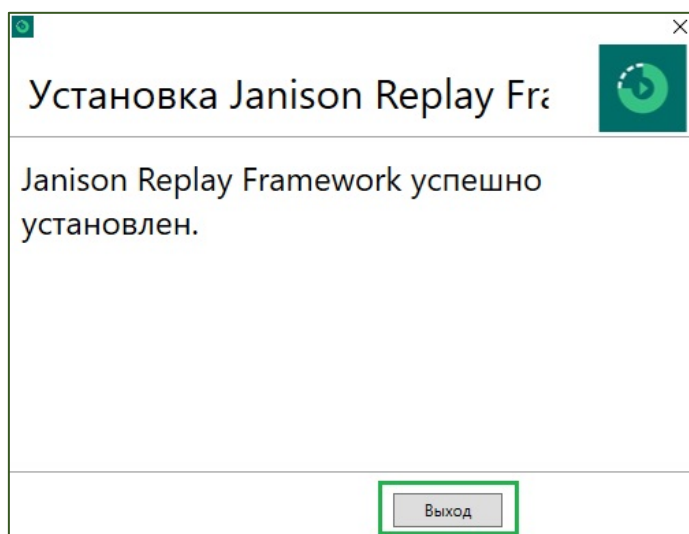 Установка Janison Replay Fra
Janison Replay Framework успешно
установлен.
Выход